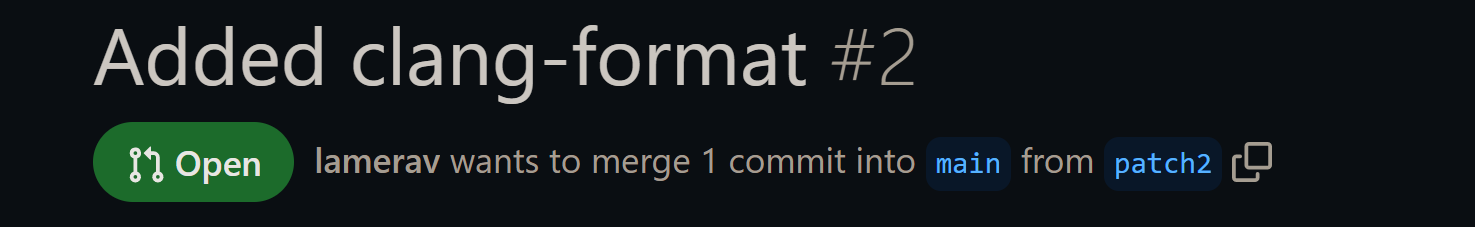 Added clang-format #2
Open lamerav wants to merge 1 commit into main from patch2